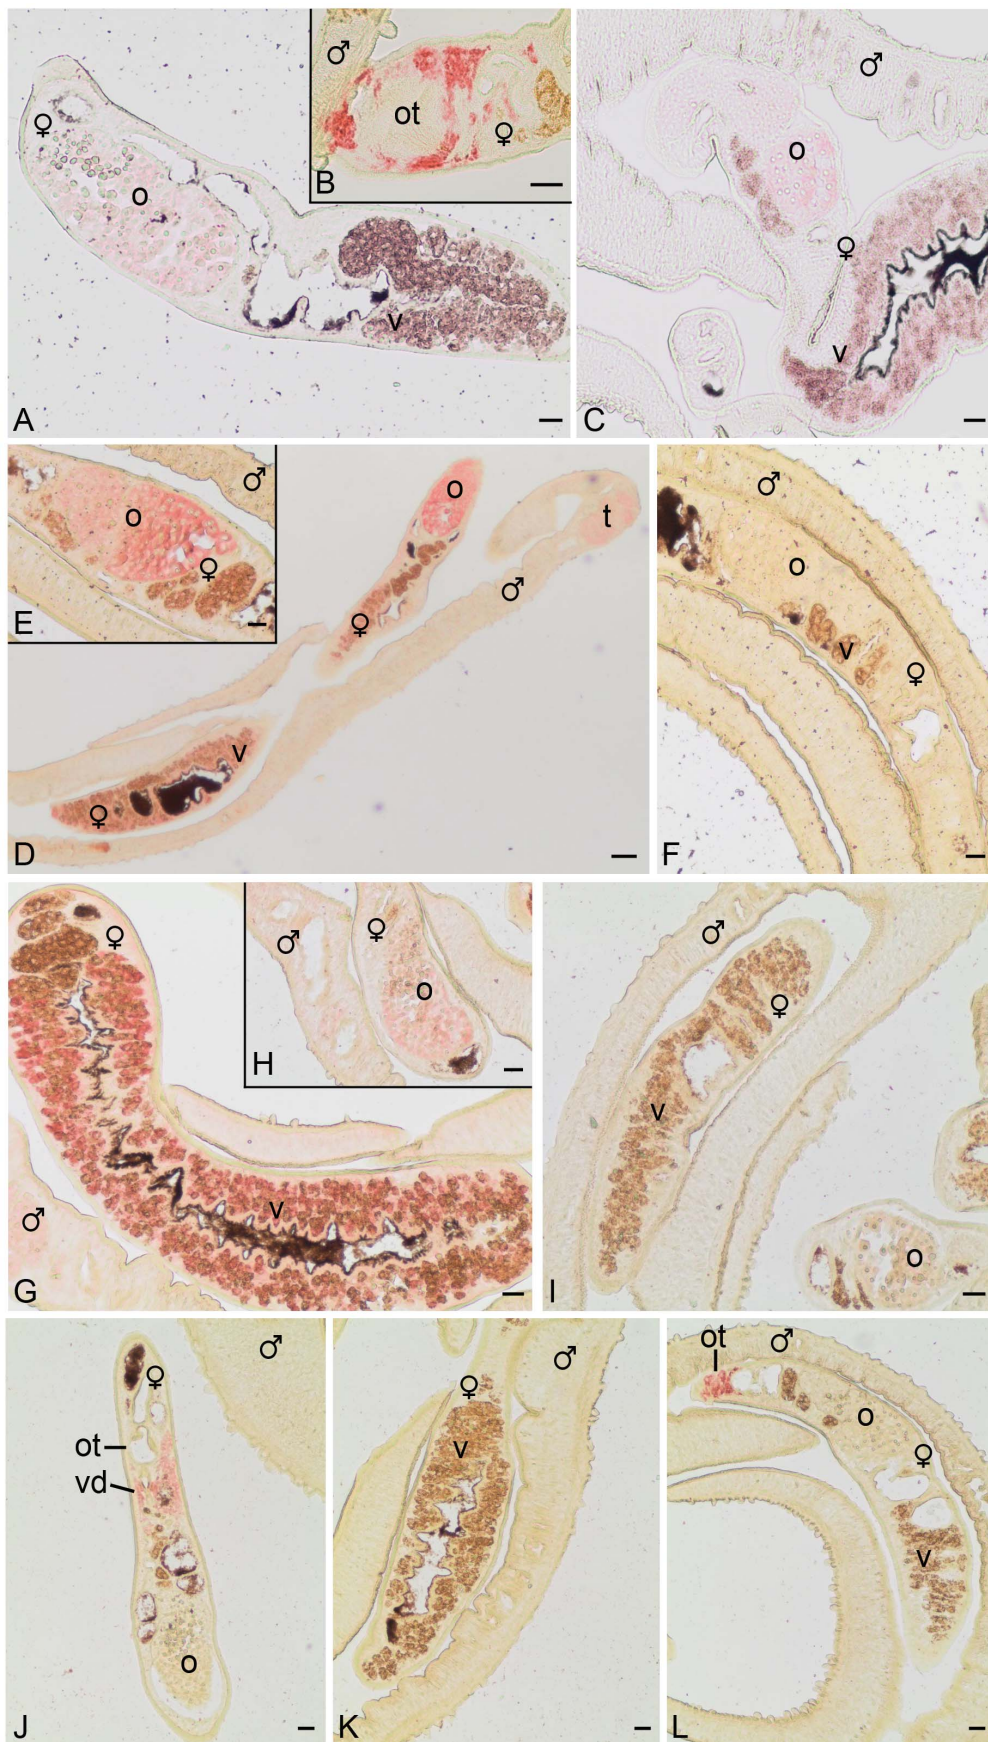 ♂
ot
♀
B
♀
o
v
A
♂
o
♀
v
C
♂
o
♀
E
o
t
♂
♀
v
♀
D
♂
o
v
♀
F
♀
v
♂
G
♂
♀
o
H
♂
♀
v
o
I
♂
♀
ot
vd
o
J
♂
♀
v
K
ot
♂
o
♀
v
L